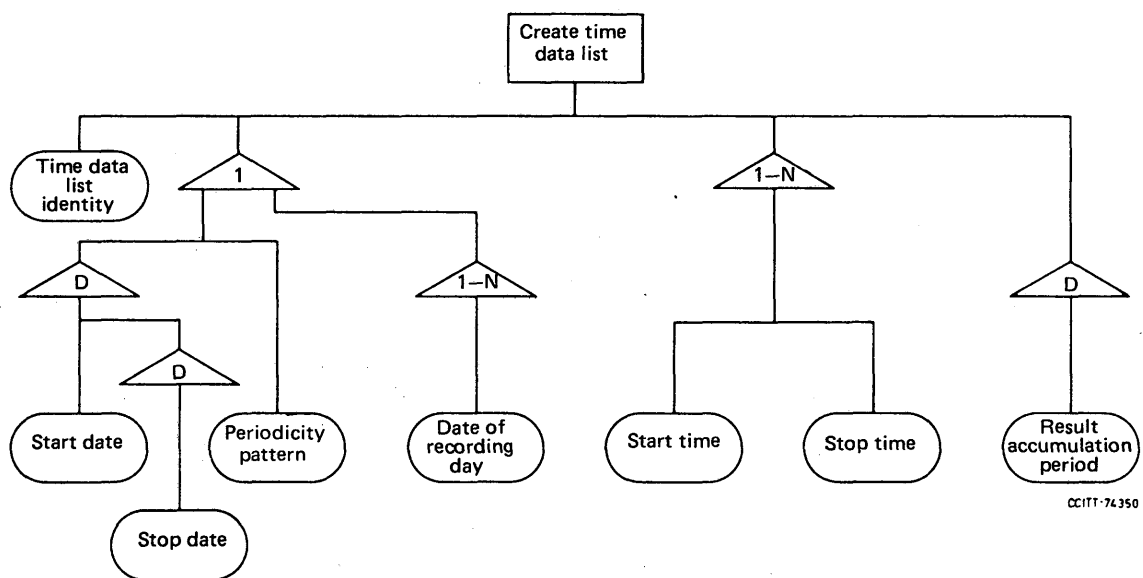 Create time
data list
Time data
list
identity
1
1–N
D
1–N
D
D
Start date
Periodicity
pattern
Date of
recording
day
Start time
Stop time
Result
accumulation
period
Stop date
CCITT-74350